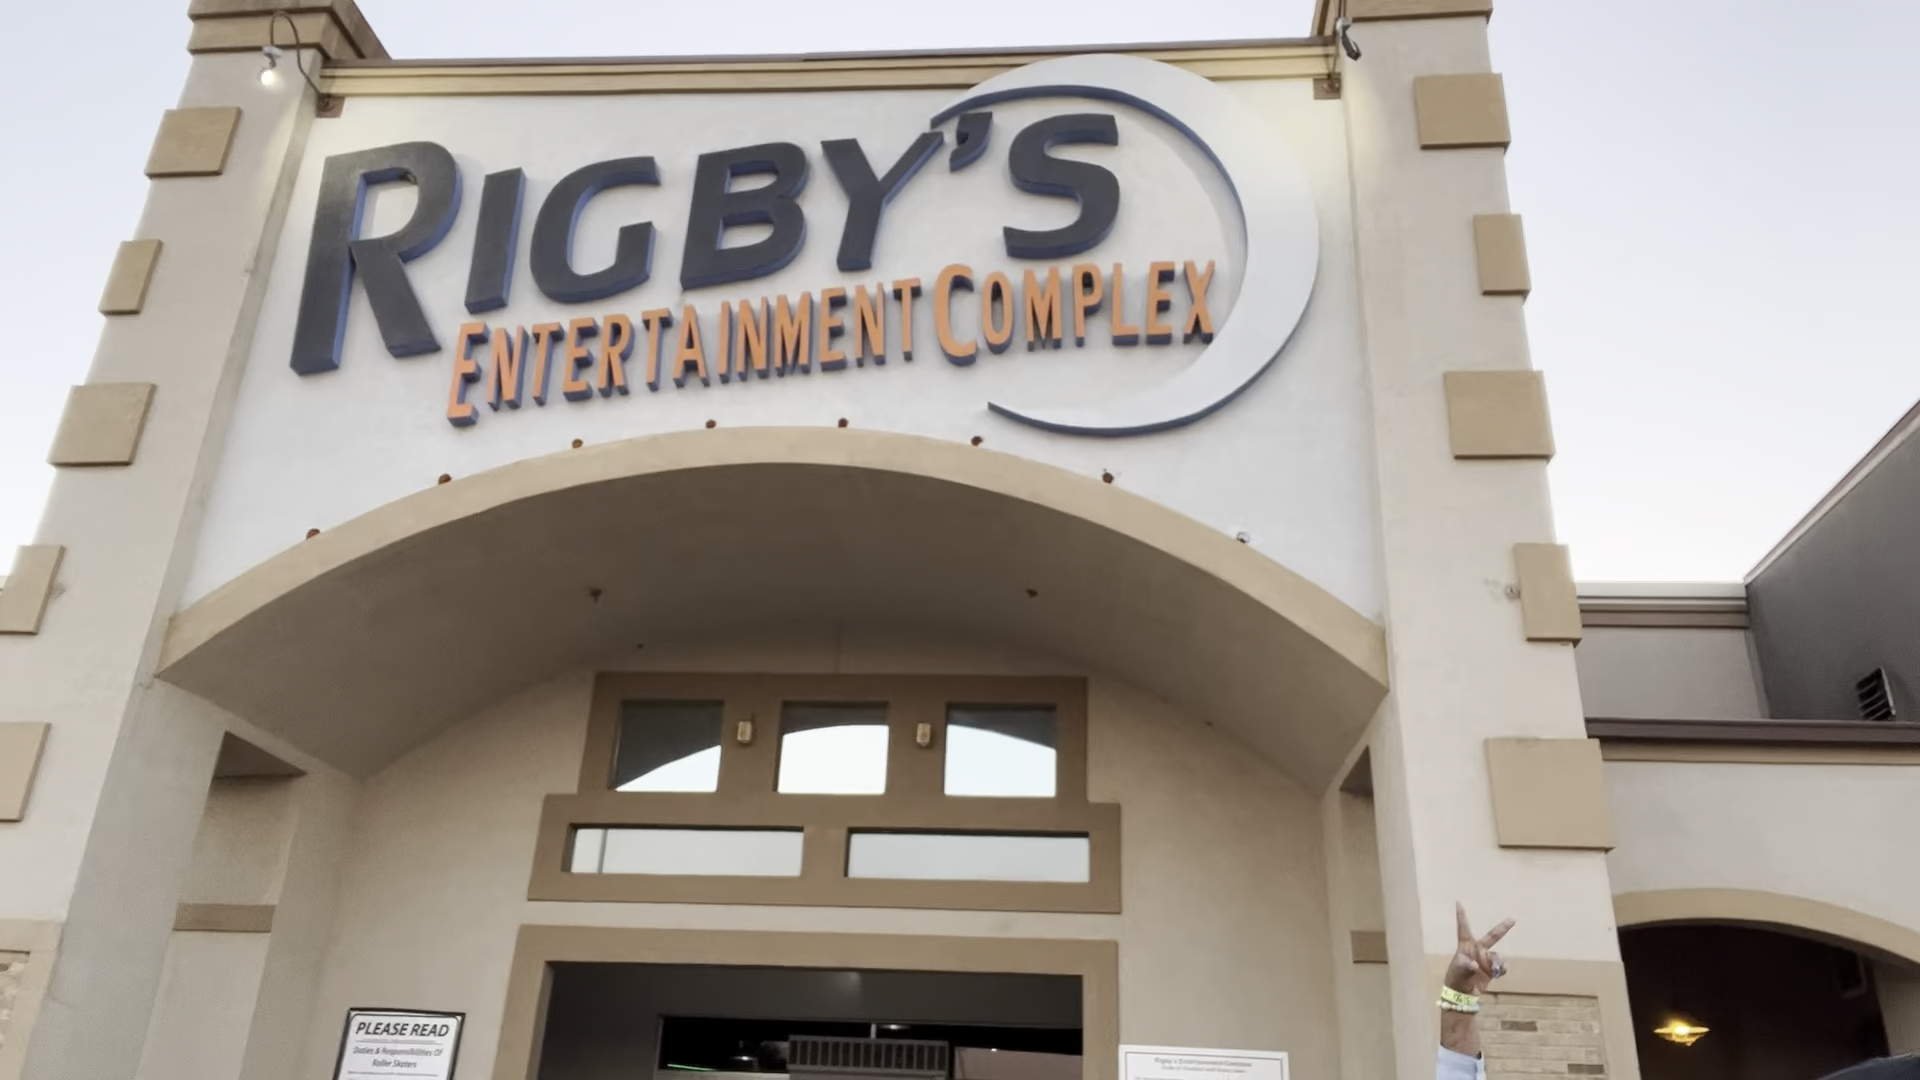 RIGBY'S
ENTERTAINMENT COMPLEX
PLEASE READ
Duties & Responsibilities Of
Roller Skaters